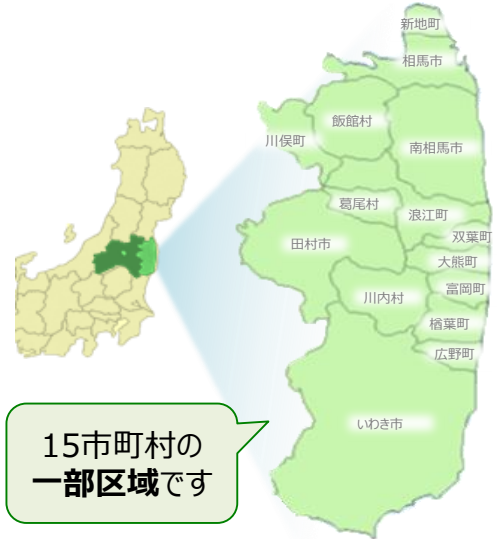 新地町
相馬市
飯館村
川俣町
南相馬市
葛尾村
浪江町
双葉町
田村市
大熊町
富岡町
川内村
楢葉町
広野町
いわき市
15市町村の
一部区域です